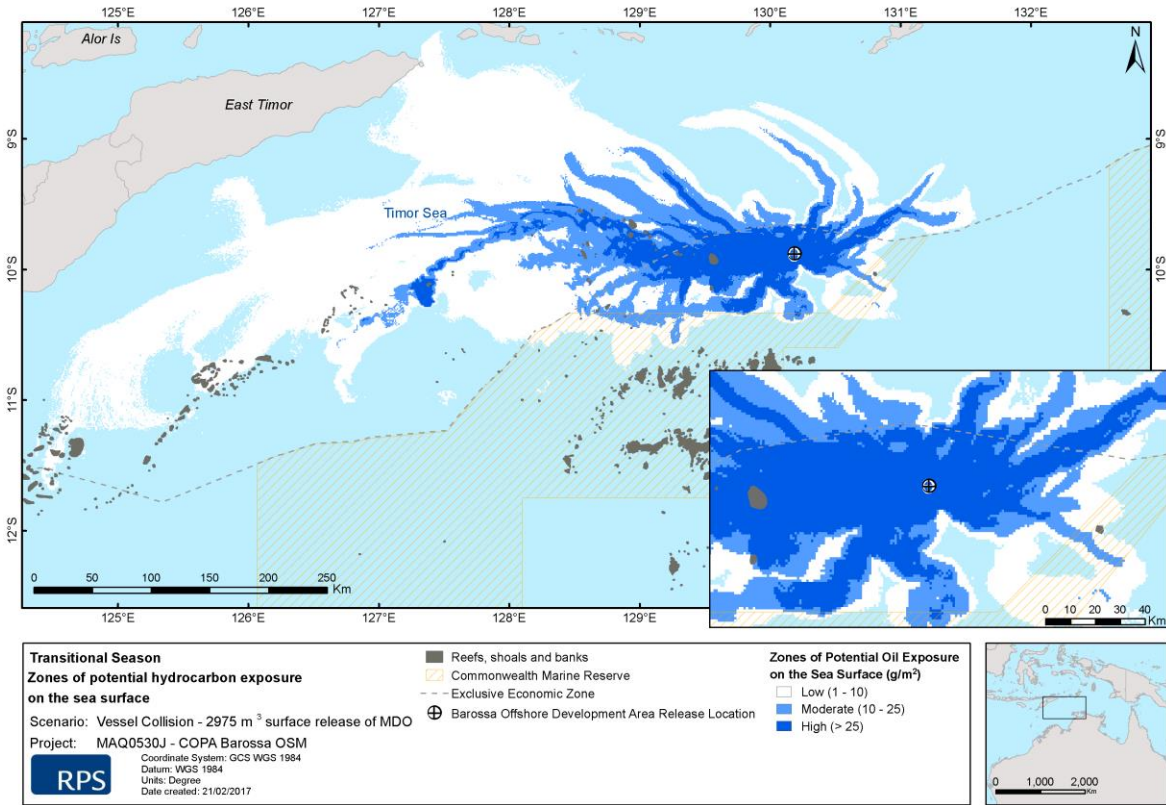 125°E 126°E 127°E 128°E 129°E 130°E 131°E 132°E
Alor Is
N
East Timor
9°S 9°S
Timor Sea
10°S 10°S
11°S
12°S
0 50 100 150 200 250
Km
0 10 20 30 40
Km
125°E 126°E 127°E 128°E 129°E 130°E 131°E 132°E
Transitional Season
Zones of potential hydrocarbon exposure
on the sea surface
Scenario: Vessel Collision - 2975 m ³ surface release of MDO
Project: MAQ0530J - COPA Barossa OSM
RPS
Coordinate System: GCS WGS 1984
Datum: WGS 1984
Units: Degree
Date created: 21/02/2017
Reefs, shoals and banks
Commonwealth Marine Reserve
Exclusive Economic Zone
Barossa Offshore Development Area Release Location
Zones of Potential Oil Exposure
on the Sea Surface (g/m²)
Low (1 - 10)
Moderate (10 - 25)
High (> 25)
0 1,000 2,000
Km